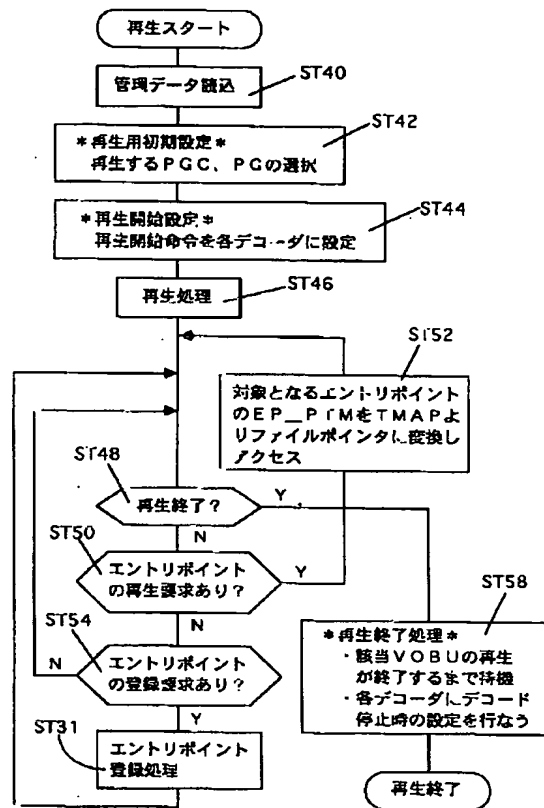 再生スタート
管理データ読込
ST40
*再生用初期設定*
再生するPGC、PGの選択
ST42
*再生開始設定*
再生開始命令を各デコーダに設定
ST44
再生処理
ST46
ST52
対象となるエントリポイント
のEP_PTMをTMAPよ
りファイルポインタに変換し
アクセス
ST48
再生終了?
Y
N
ST50
エントリポイント
の再生要求あり?
Y
N
ST54
エントリポイント
の登録要求あり?
N
Y
ST31
エントリポイント
登録処理
ST58
*再生終了処理*
・該当VOBUの再生
が終了するまで待機
・各デコーダにデコード
停止時の設定を行なう
再生終了